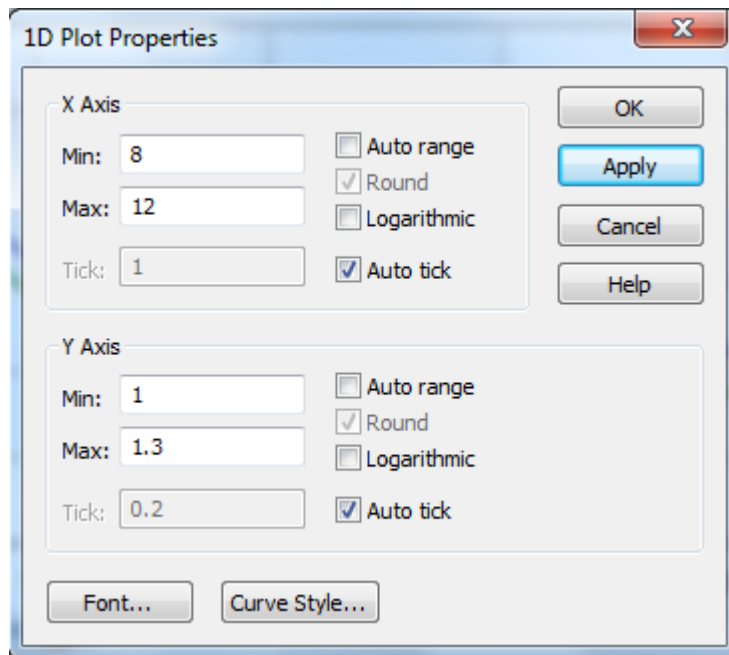 1D Plot Properties
X Axis
Min: 8
Max: 12
Tick: 1
Auto range
Round
Logarithmic
Auto tick
OK
Apply
Cancel
Help
Y Axis
Min: 1
Max: 1.3
Tick: 0.2
Auto range
Round
Logarithmic
Auto tick
Font...
Curve Style...